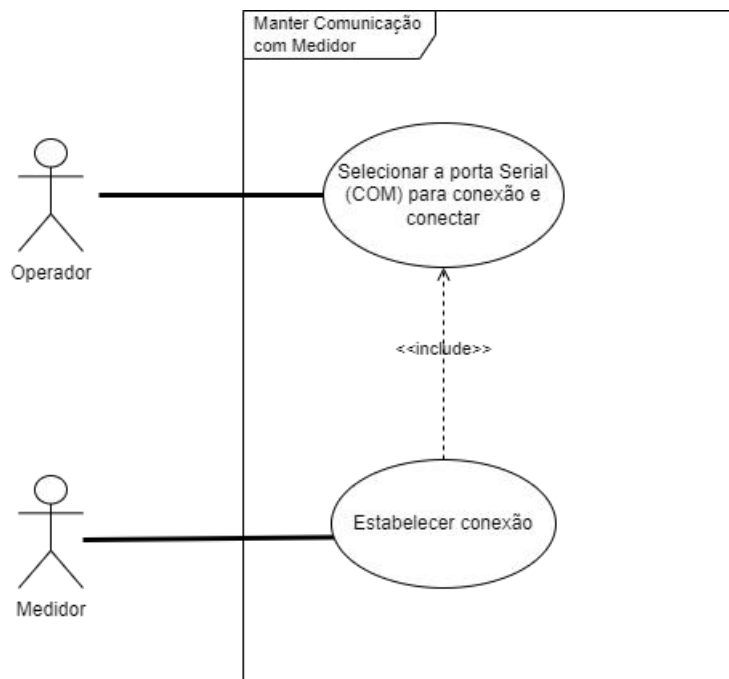 Manter Comunicação
com Medidor
Selecionar a porta Serial
(COM) para conexão e
conectar
Operador
<<include>>
Estabelecer conexão
Medidor